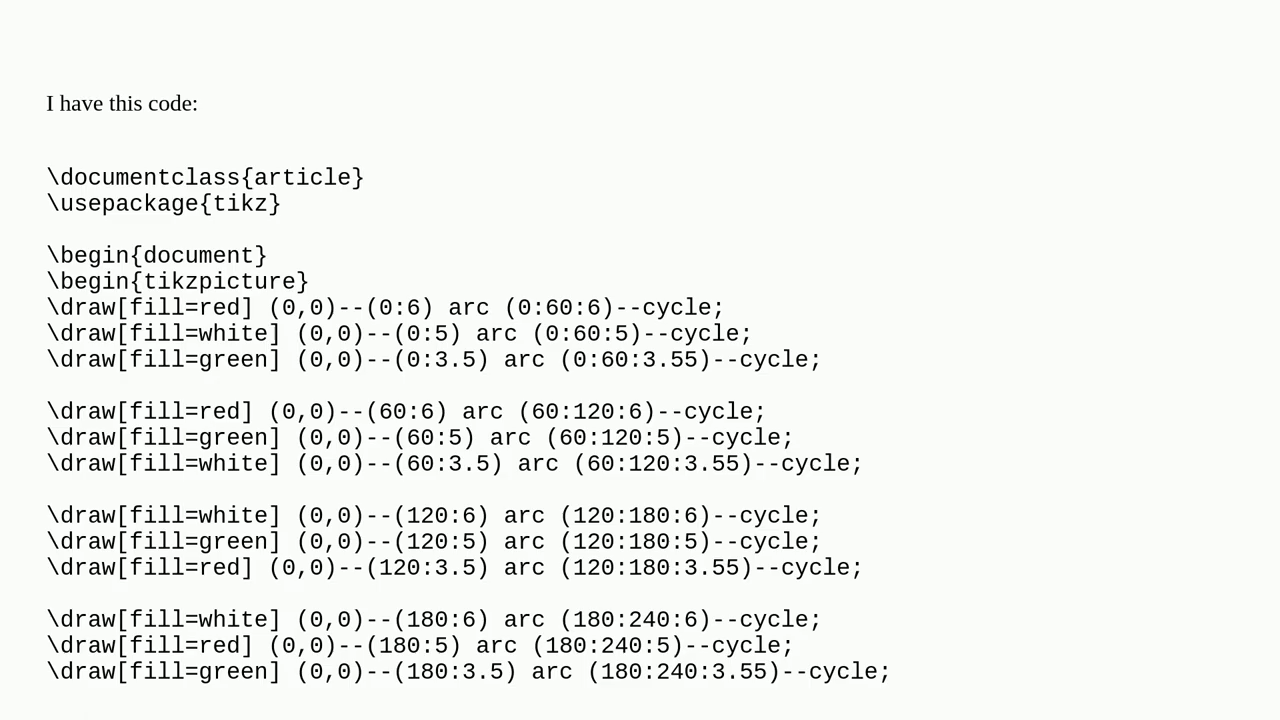 I have this code:
\documentclass{article}
\usepackage{tikz}
\begin{document}
\begin{tikzpicture}
\draw[fill=red] (0,0)--(0:6) arc (0:60:6)--cycle;
\draw[fill=white] (0,0)--(0:5) arc (0:60:5)--cycle;
\draw[fill=green] (0,0)--(0:3.5) arc (0:60:3.55)--cycle;
\draw[fill=red] (0,0)--(60:6) arc (60:120:6)--cycle;
\draw[fill=green] (0,0)--(60:5) arc (60:120:5)--cycle;
\draw[fill=white] (0,0)--(60:3.5) arc (60:120:3.55)--cycle;
\draw[fill=white] (0,0)--(120:6) arc (120:180:6)--cycle;
\draw[fill=green] (0,0)--(120:5) arc (120:180:5)--cycle;
\draw[fill=red] (0,0)--(120:3.5) arc (120:180:3.55)--cycle;
\draw[fill=white] (0,0)--(180:6) arc (180:240:6)--cycle;
\draw[fill=red] (0,0)--(180:5) arc (180:240:5)--cycle;
\draw[fill=green] (0,0)--(180:3.5) arc (180:240:3.55)--cycle;